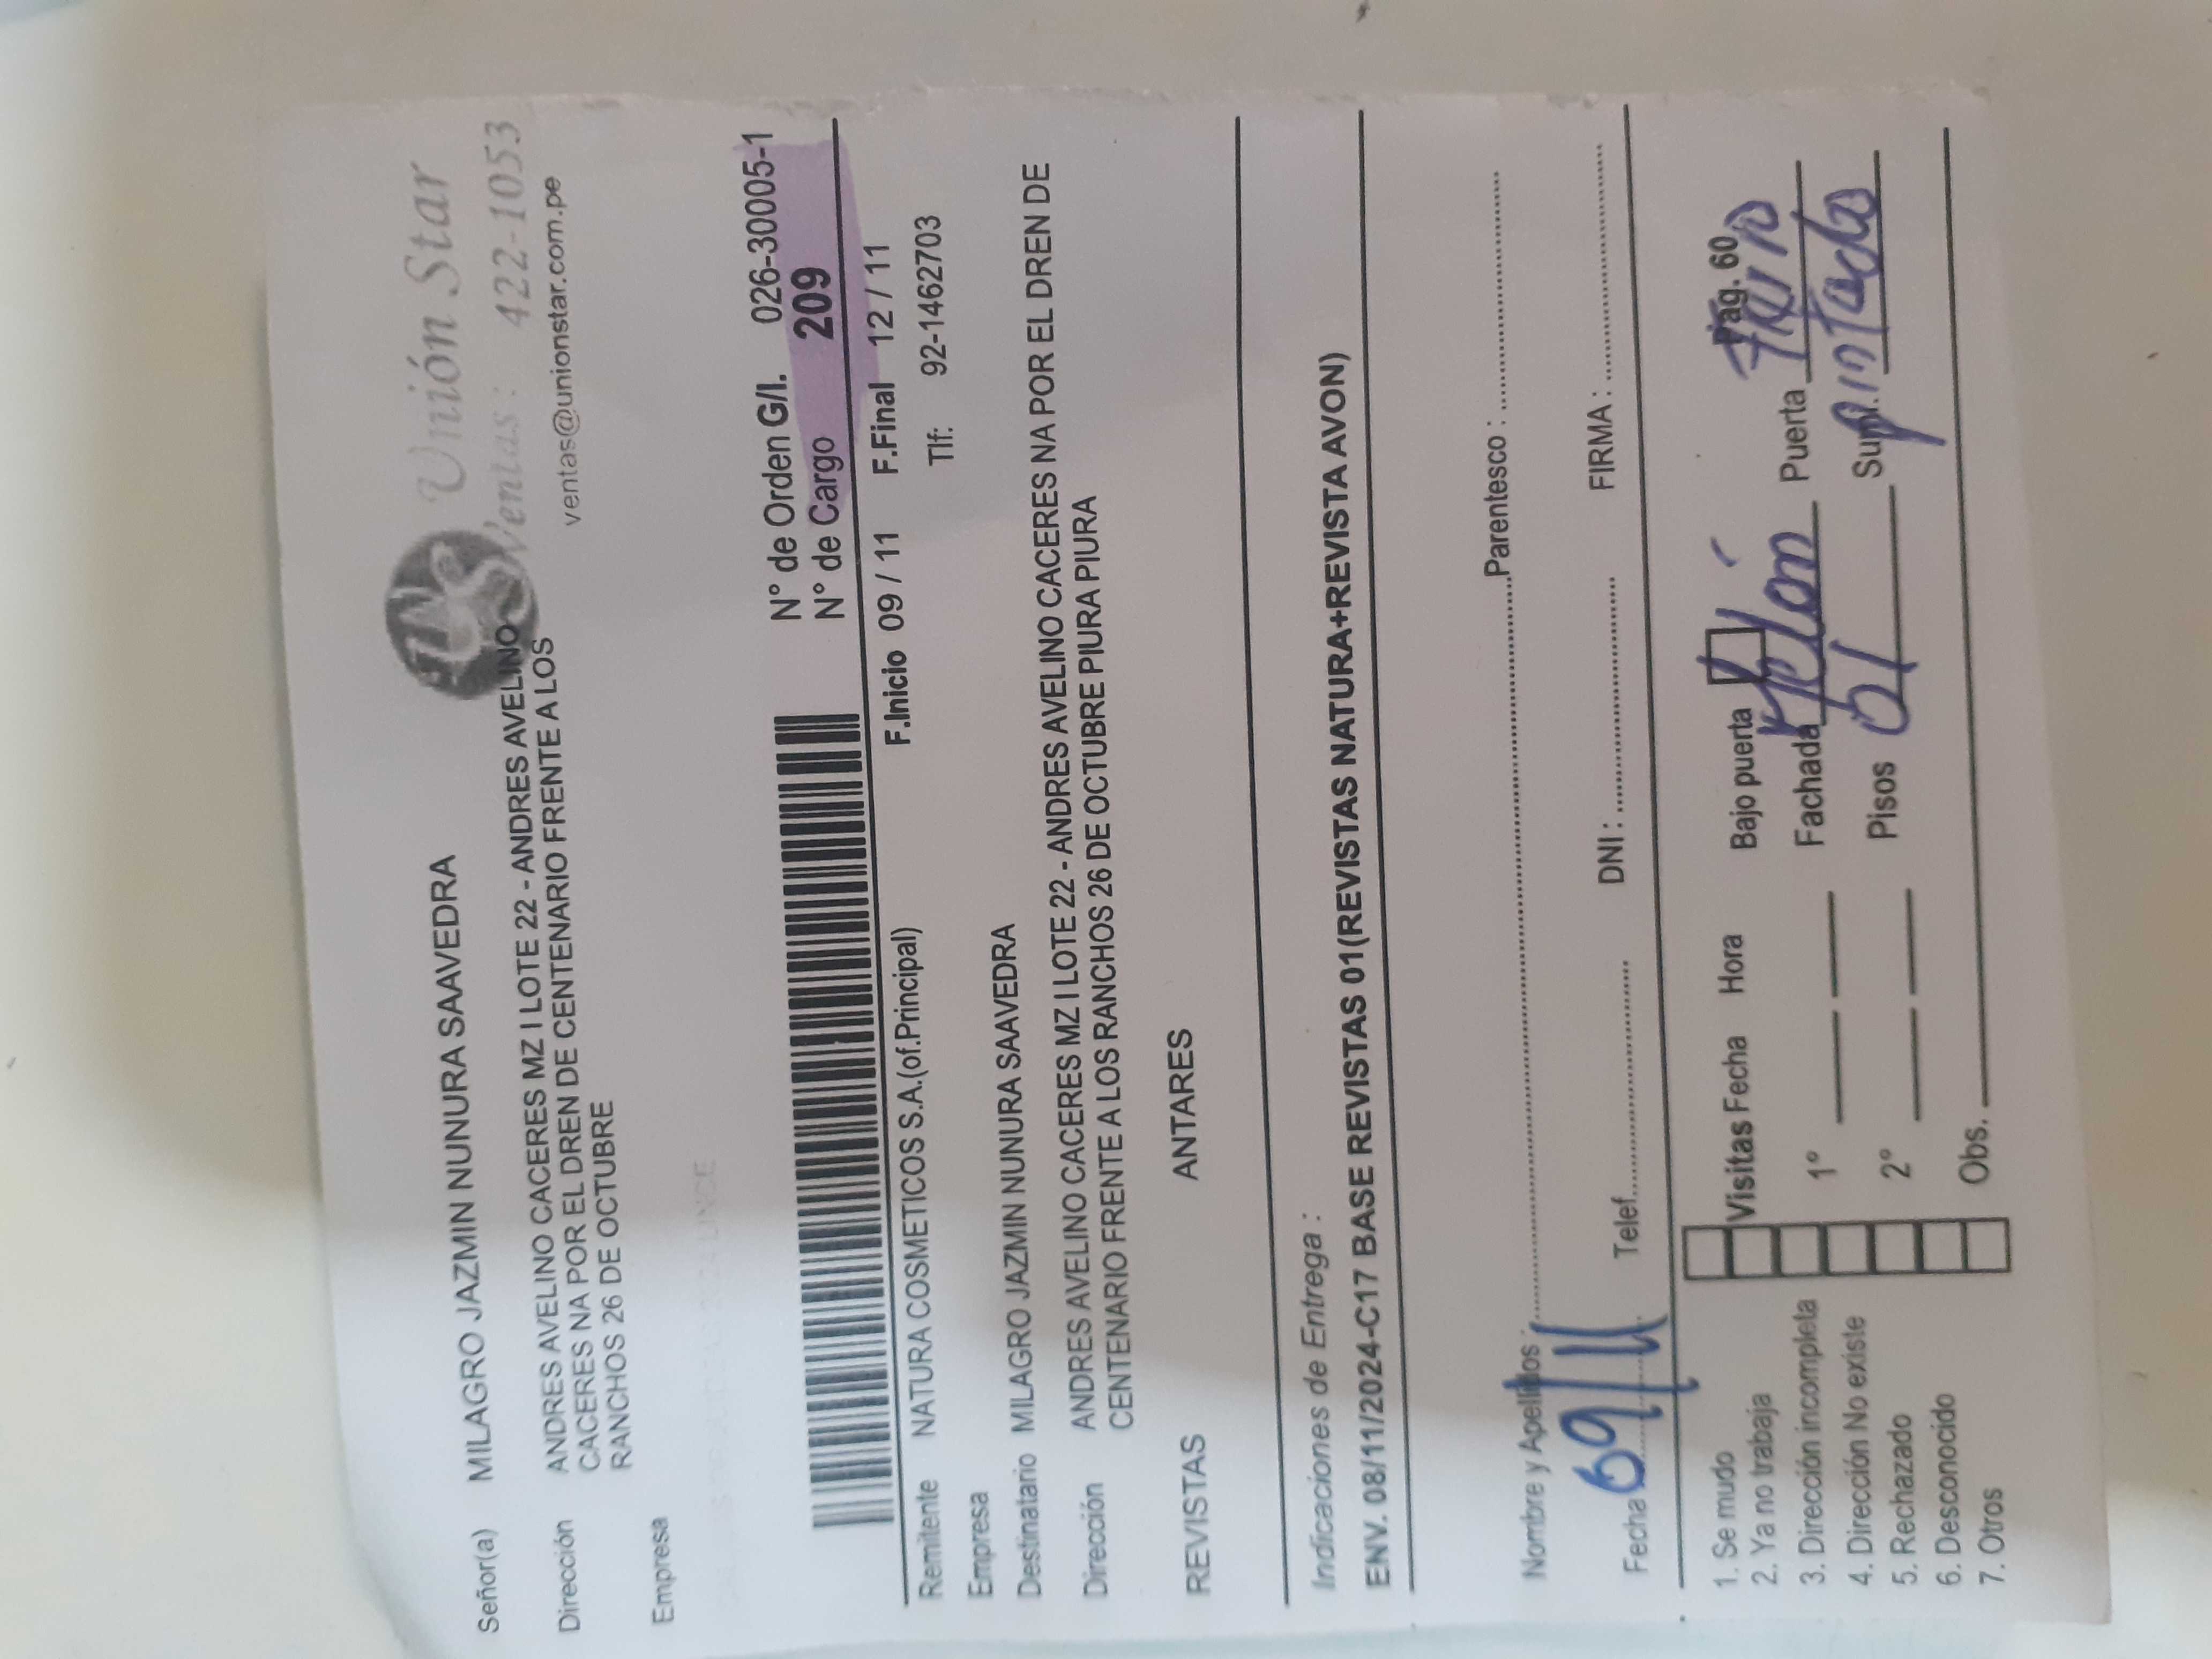 Unión Star
Ventas: 422-1053
ventas@unionstar.com.pe
Señor(a) MILAGRO JAZMIN NUNURA SAAVEDRA
Dirección ANDRES AVELINO CACERES MZ I LOTE 22 - ANDRES AVELINO
CACERES NA POR EL DREN DE CENTENARIO FRENTE A LOS
RANCHOS 26 DE OCTUBRE
Empresa
N° de Orden G/I. 026-30005-1
N° de Cargo 209
F.Inicio 09 / 11 F.Final 12 / 11
Remitente NATURA COSMETICOS S.A.(of.Principal) Tlf: 92-1462703
Empresa
Destinatario MILAGRO JAZMIN NUNURA SAAVEDRA
Dirección ANDRES AVELINO CACERES MZ I LOTE 22 - ANDRES AVELINO CACERES NA POR EL DREN DE
CENTENARIO FRENTE A LOS RANCHOS 26 DE OCTUBRE PIURA PIURA
REVISTAS ANTARES
Indicaciones de Entrega :
ENV. 08/11/2024-C17 BASE REVISTAS 01(REVISTAS NATURA+REVISTA AVON)
Nombre y Apellidos : Parentesco :
Fecha 09/11 Telef. DNI : FIRMA :
Pág. 60
1. Se mudo Visitas Fecha Hora Bajo puerta
2. Ya no trabaja
3. Dirección incompleta 1° Fachada Puerta
4. Dirección No existe
5. Rechazado 2° Pisos 01 Sum. pintada
6. Desconocido
7. Otros Obs.